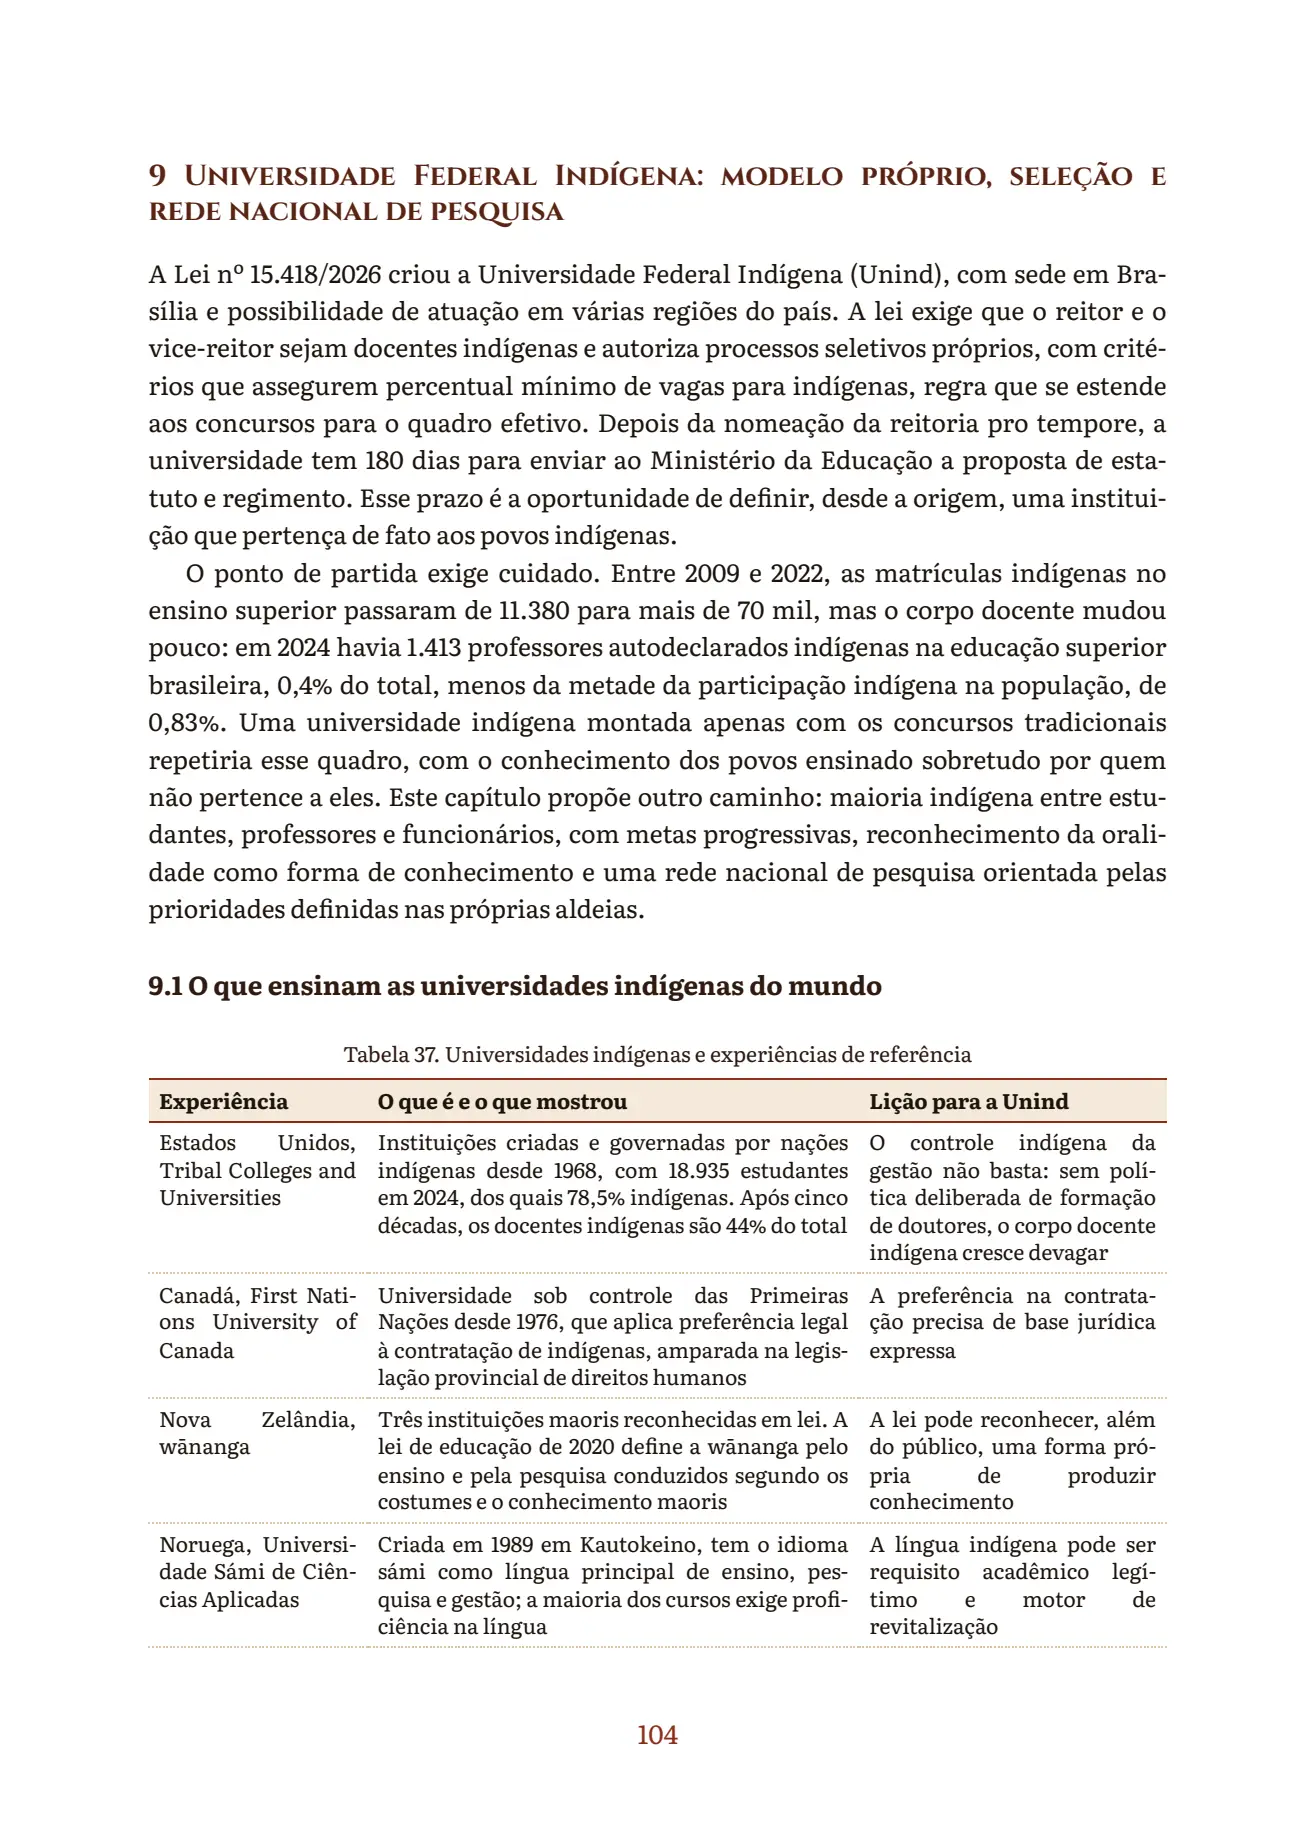 9 Universidade Federal Indígena: modelo próprio, seleção e
rede nacional de pesquisa
A Lei nº 15.418/2026 criou a Universidade Federal Indígena (Unind), com sede em Bra-
sília e possibilidade de atuação em várias regiões do país. A lei exige que o reitor e o
vice-reitor sejam docentes indígenas e autoriza processos seletivos próprios, com crité-
rios que assegurem percentual mínimo de vagas para indígenas, regra que se estende
aos concursos para o quadro efetivo. Depois da nomeação da reitoria pro tempore, a
universidade tem 180 dias para enviar ao Ministério da Educação a proposta de esta-
tuto e regimento. Esse prazo é a oportunidade de definir, desde a origem, uma institui-
ção que pertença de fato aos povos indígenas.
O ponto de partida exige cuidado. Entre 2009 e 2022, as matrículas indígenas no
ensino superior passaram de 11.380 para mais de 70 mil, mas o corpo docente mudou
pouco: em 2024 havia 1.413 professores autodeclarados indígenas na educação superior
brasileira, 0,4% do total, menos da metade da participação indígena na população, de
0,83%. Uma universidade indígena montada apenas com os concursos tradicionais
repetiria esse quadro, com o conhecimento dos povos ensinado sobretudo por quem
não pertence a eles. Este capítulo propõe outro caminho: maioria indígena entre estu-
dantes, professores e funcionários, com metas progressivas, reconhecimento da orali-
dade como forma de conhecimento e uma rede nacional de pesquisa orientada pelas
prioridades definidas nas próprias aldeias.
9.1 O que ensinam as universidades indígenas do mundo
Tabela 37. Universidades indígenas e experiências de referência
Experiência
O que é e o que mostrou
Lição para a Unind
Estados Unidos,
Tribal Colleges and
Universities
Instituições criadas e governadas por nações
indígenas desde 1968, com 18.935 estudantes
em 2024, dos quais 78,5% indígenas. Após cinco
décadas, os docentes indígenas são 44% do total
O controle indígena da
gestão não basta: sem polí-
tica deliberada de formação
de doutores, o corpo docente
indígena cresce devagar
Canadá, First Nati-
ons University of
Canada
Universidade sob controle das Primeiras
Nações desde 1976, que aplica preferência legal
à contratação de indígenas, amparada na legis-
lação provincial de direitos humanos
A preferência na contrata-
ção precisa de base jurídica
expressa
Nova Zelândia,
wānanga
Três instituições maoris reconhecidas em lei. A
lei de educação de 2020 define a wānanga pelo
ensino e pela pesquisa conduzidos segundo os
costumes e o conhecimento maoris
A lei pode reconhecer, além
do público, uma forma pró-
pria de produzir
conhecimento
Noruega, Universi-
dade Sámi de Ciên-
cias Aplicadas
Criada em 1989 em Kautokeino, tem o idioma
sámi como língua principal de ensino, pes-
quisa e gestão; a maioria dos cursos exige profi-
ciência na língua
A língua indígena pode ser
requisito acadêmico legí-
timo e motor de
revitalização
104